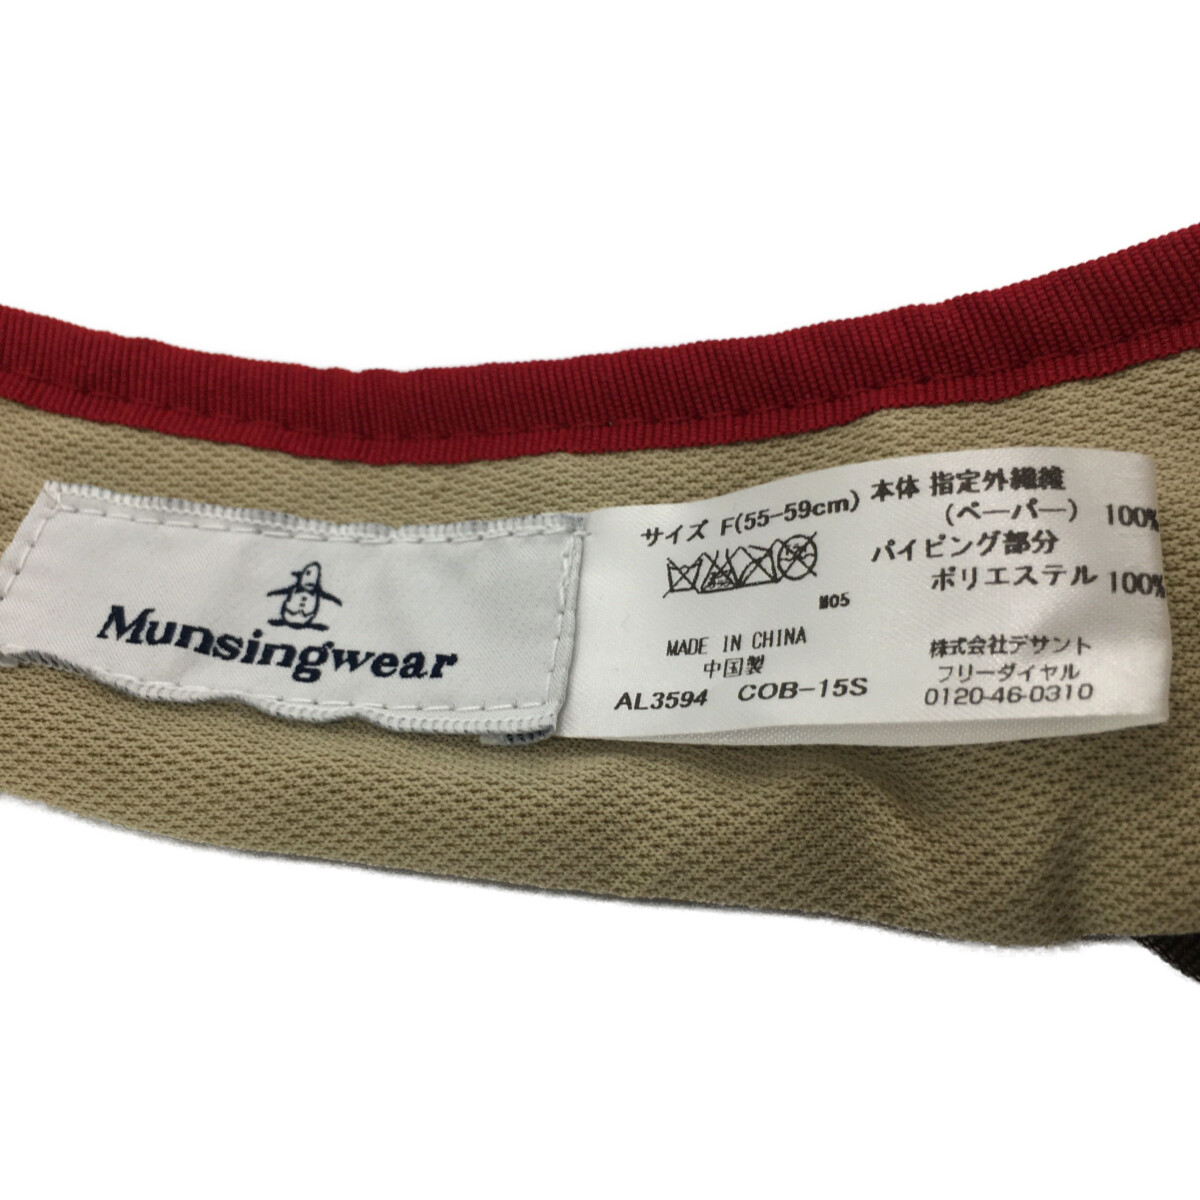 Munsingwear
サイズ F(55-59cm)
M05
MADE IN CHINA
中国製
AL3594 COB-15S
本体 指定外繊維
(ペーパー) 100%
パイピング部分
ポリエステル 100%
株式会社デサント
フリーダイヤル
0120-46-0310